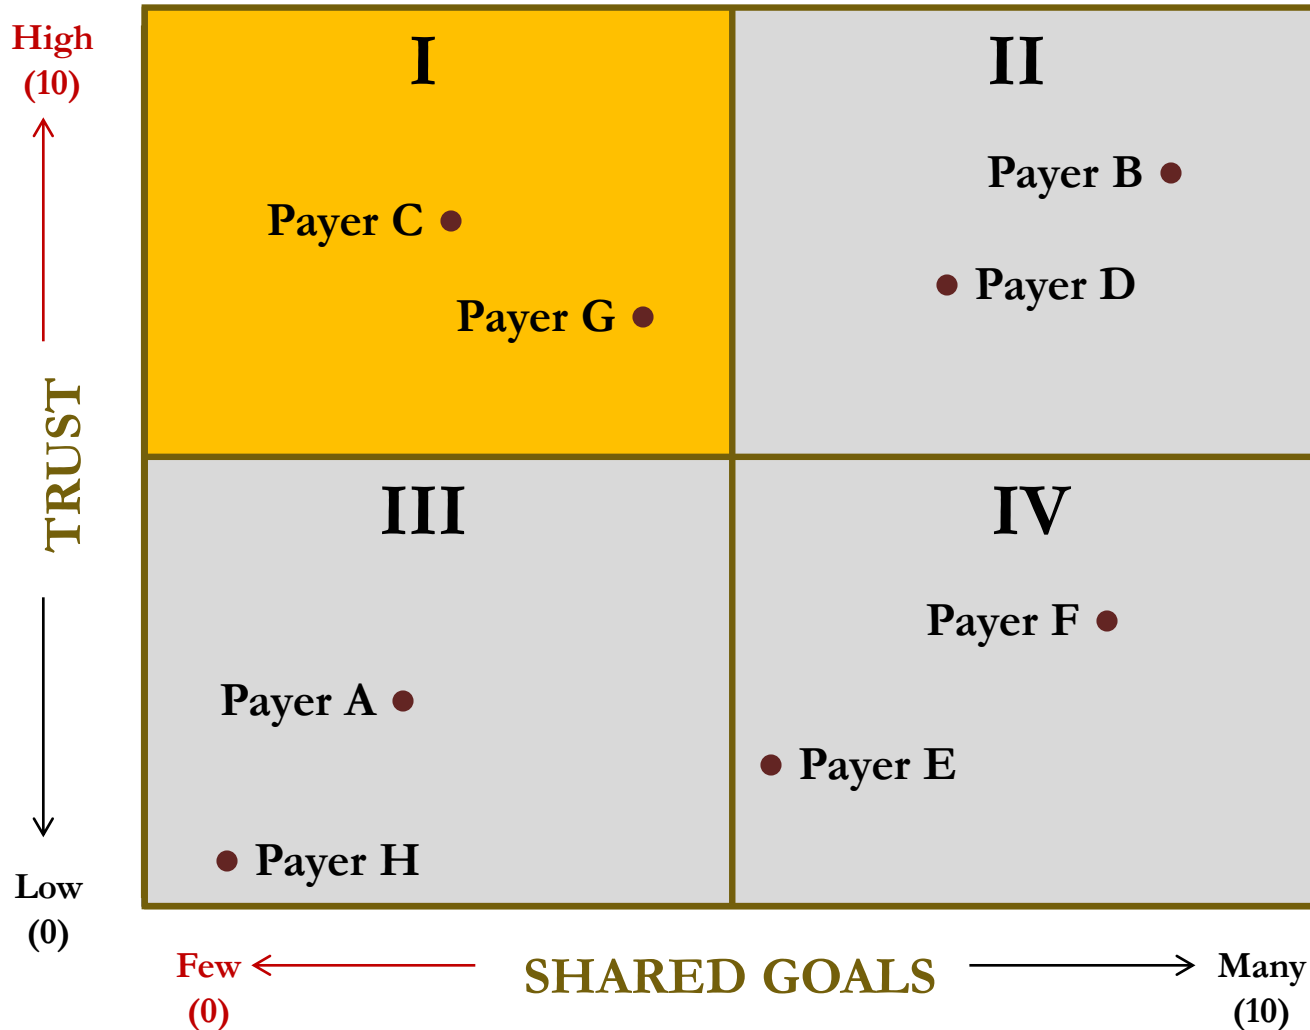 High
(10)
I
II
Payer B
Payer C
Payer D
Payer G
TRUST
III
IV
Payer F
Payer A
Payer E
Payer H
Low
(0)
Few
(0)
SHARED GOALS
Many
(10)